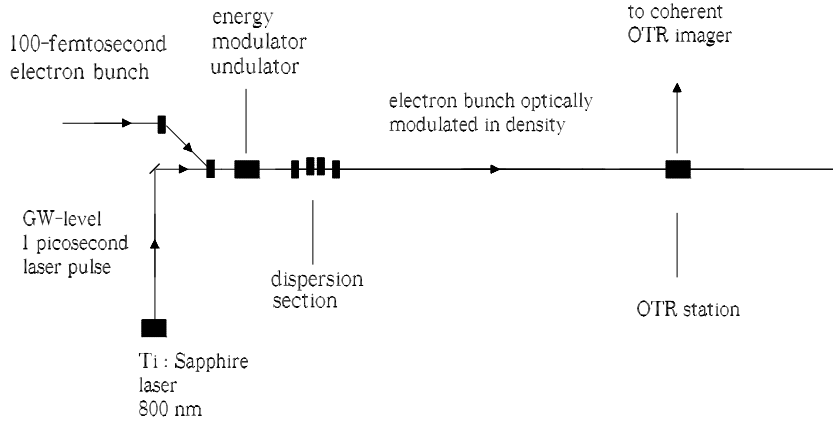 100-femtosecond
electron bunch
energy
modulator
undulator
to coherent
OTR imager
electron bunch optically
modulated in density
GW-level
1 picosecond
laser pulse
dispersion
section
OTR station
Ti : Sapphire
laser
800 nm